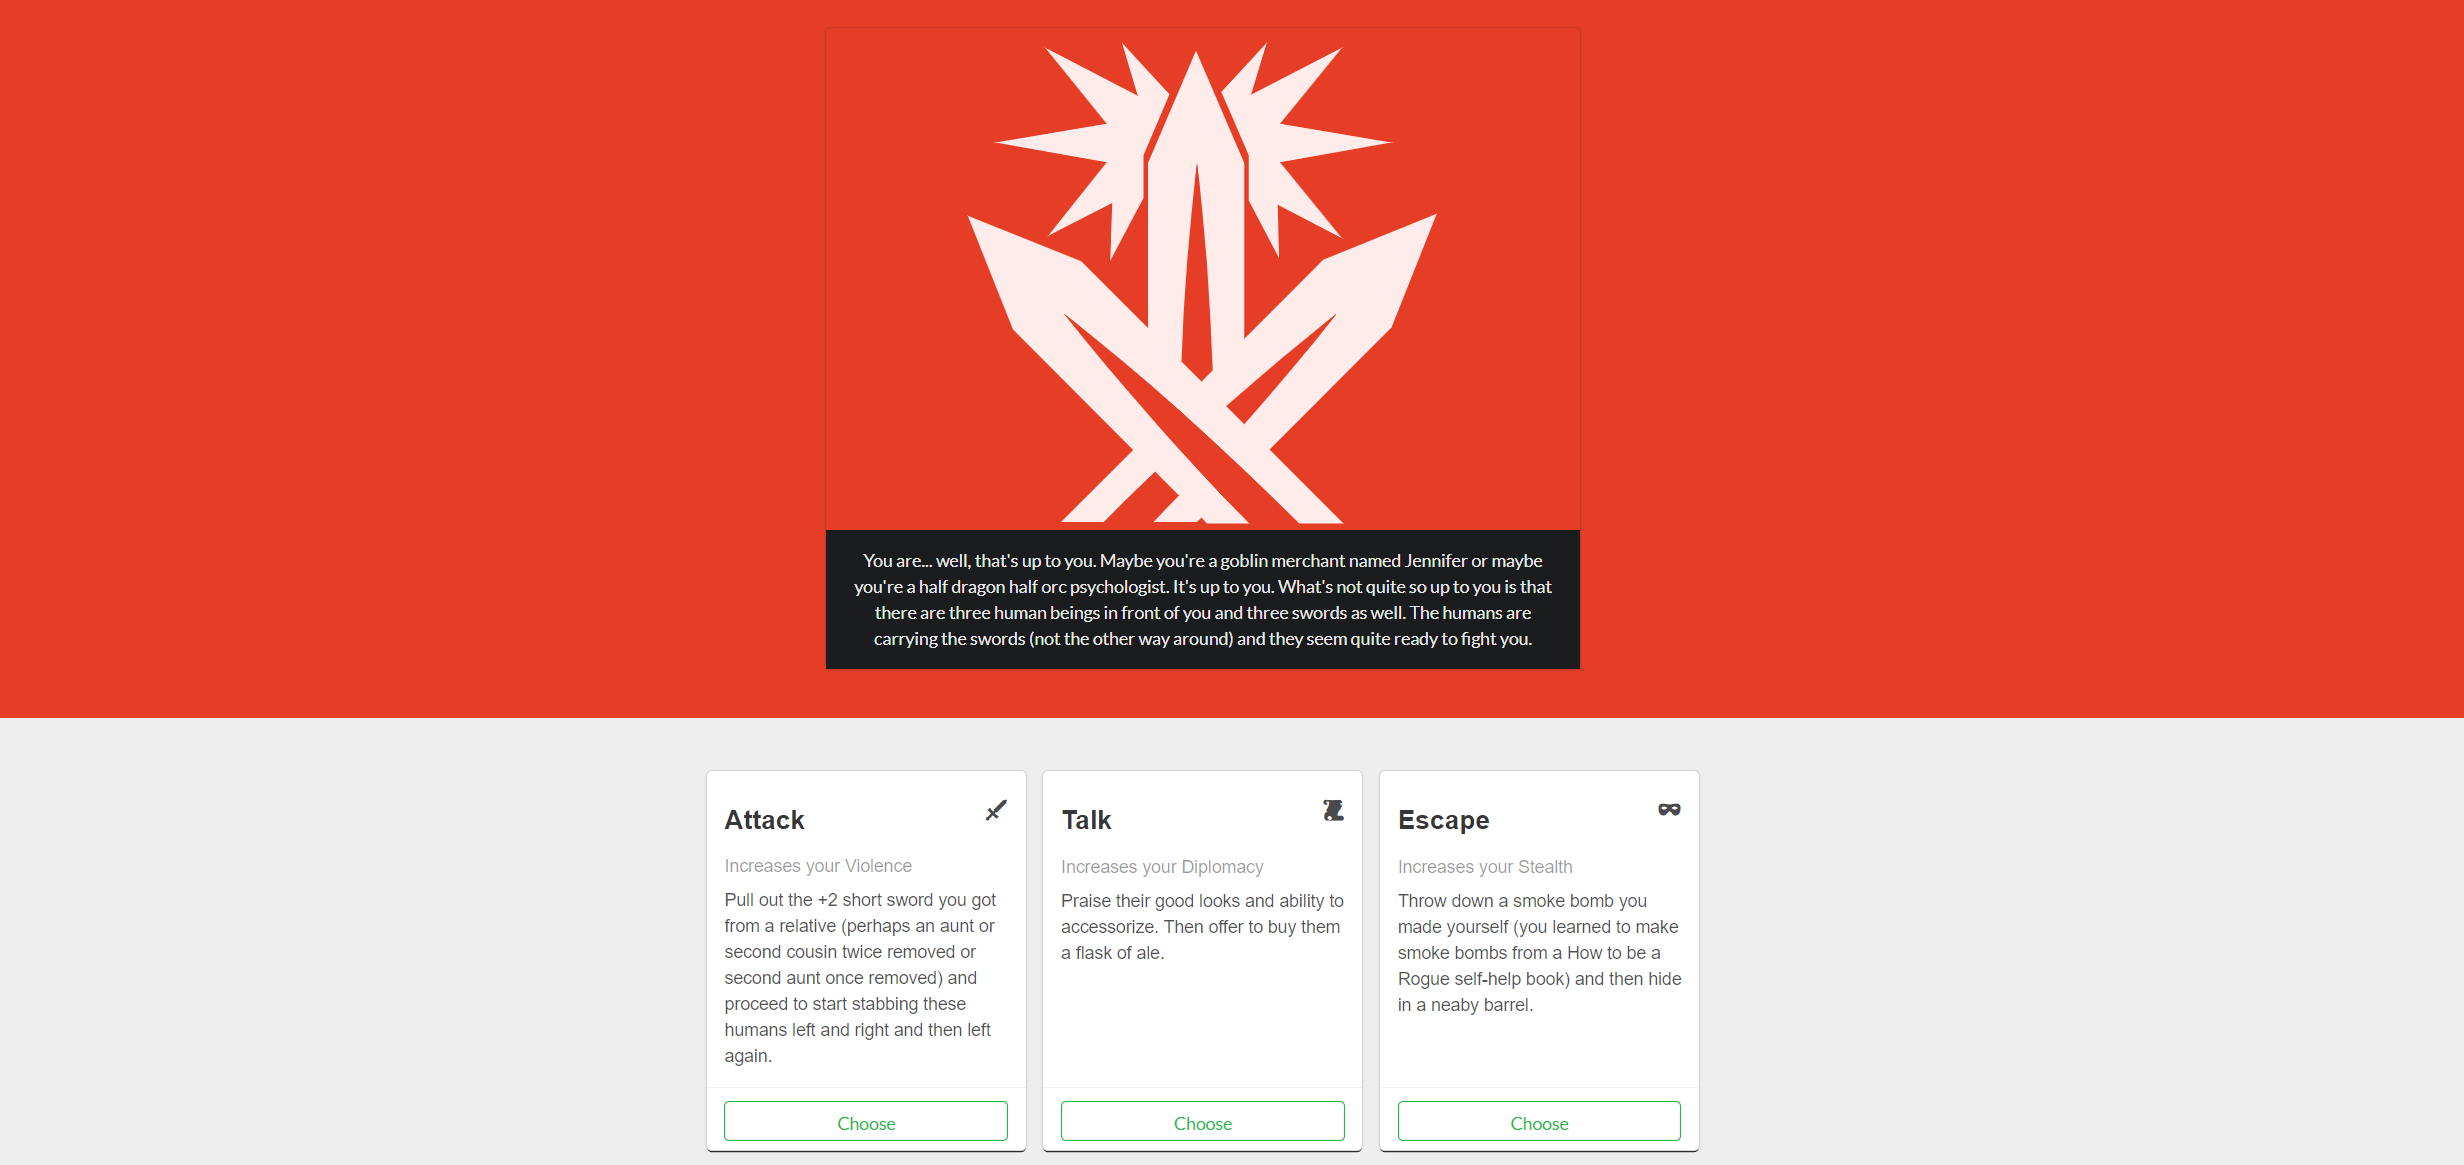 You are... well, that's up to you. Maybe you're a goblin merchant named Jennifer or maybe
you're a half dragon half orc psychologist. It's up to you. What's not quite so up to you is that
there are three human beings in front of you and three swords as well. The humans are
carrying the swords (not the other way around) and they seem quite ready to fight you.
Attack
Increases your Violence
Pull out the +2 short sword you got
from a relative (perhaps an aunt or
second cousin twice removed or
second aunt once removed) and
proceed to start stabbing these
humans left and right and then left
again.
Choose
Talk
Increases your Diplomacy
Praise their good looks and ability to
accessorize. Then offer to buy them
a flask of ale.
Choose
Escape
Increases your Stealth
Throw down a smoke bomb you
made yourself (you learned to make
smoke bombs from a How to be a
Rogue self-help book) and then hide
in a neaby barrel.
Choose